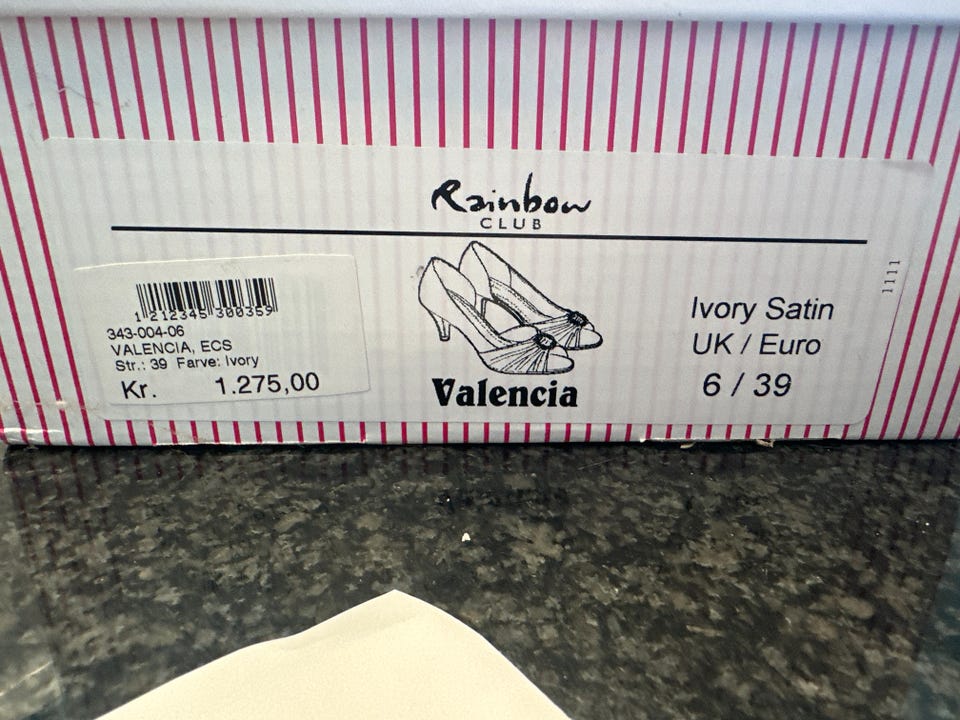 Rainbow
CLUB
1 212345 300359
343-004-06
VALENCIA, ECS
Str.: 39 Farve: Ivory
Kr. 1.275,00
Valencia
Ivory Satin
UK / Euro
6 / 39
1111